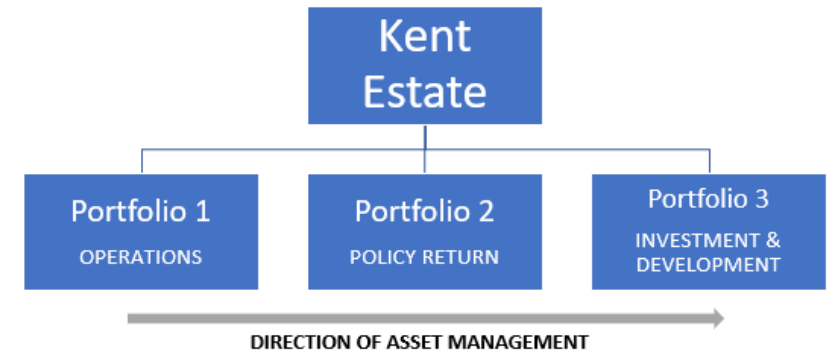 Kent
Estate
Portfolio 1
OPERATIONS
Portfolio 2
POLICY RETURN
Portfolio 3
INVESTMENT &
DEVELOPMENT
DIRECTION OF ASSET MANAGEMENT